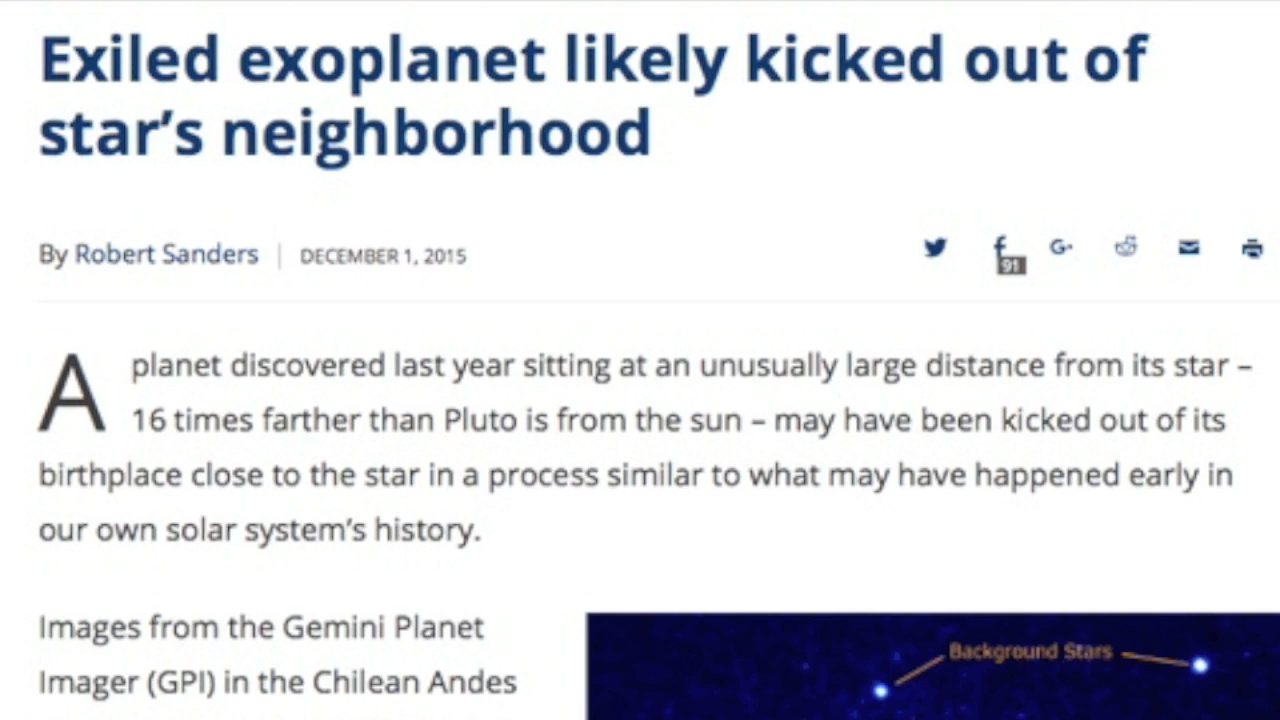 Exiled exoplanet likely kicked out of
star’s neighborhood
By Robert Sanders | DECEMBER 1, 2015
91
A planet discovered last year sitting at an unusually large distance from its star –
16 times farther than Pluto is from the sun – may have been kicked out of its
birthplace close to the star in a process similar to what may have happened early in
our own solar system’s history.
Images from the Gemini Planet
Imager (GPI) in the Chilean Andes
Background Stars